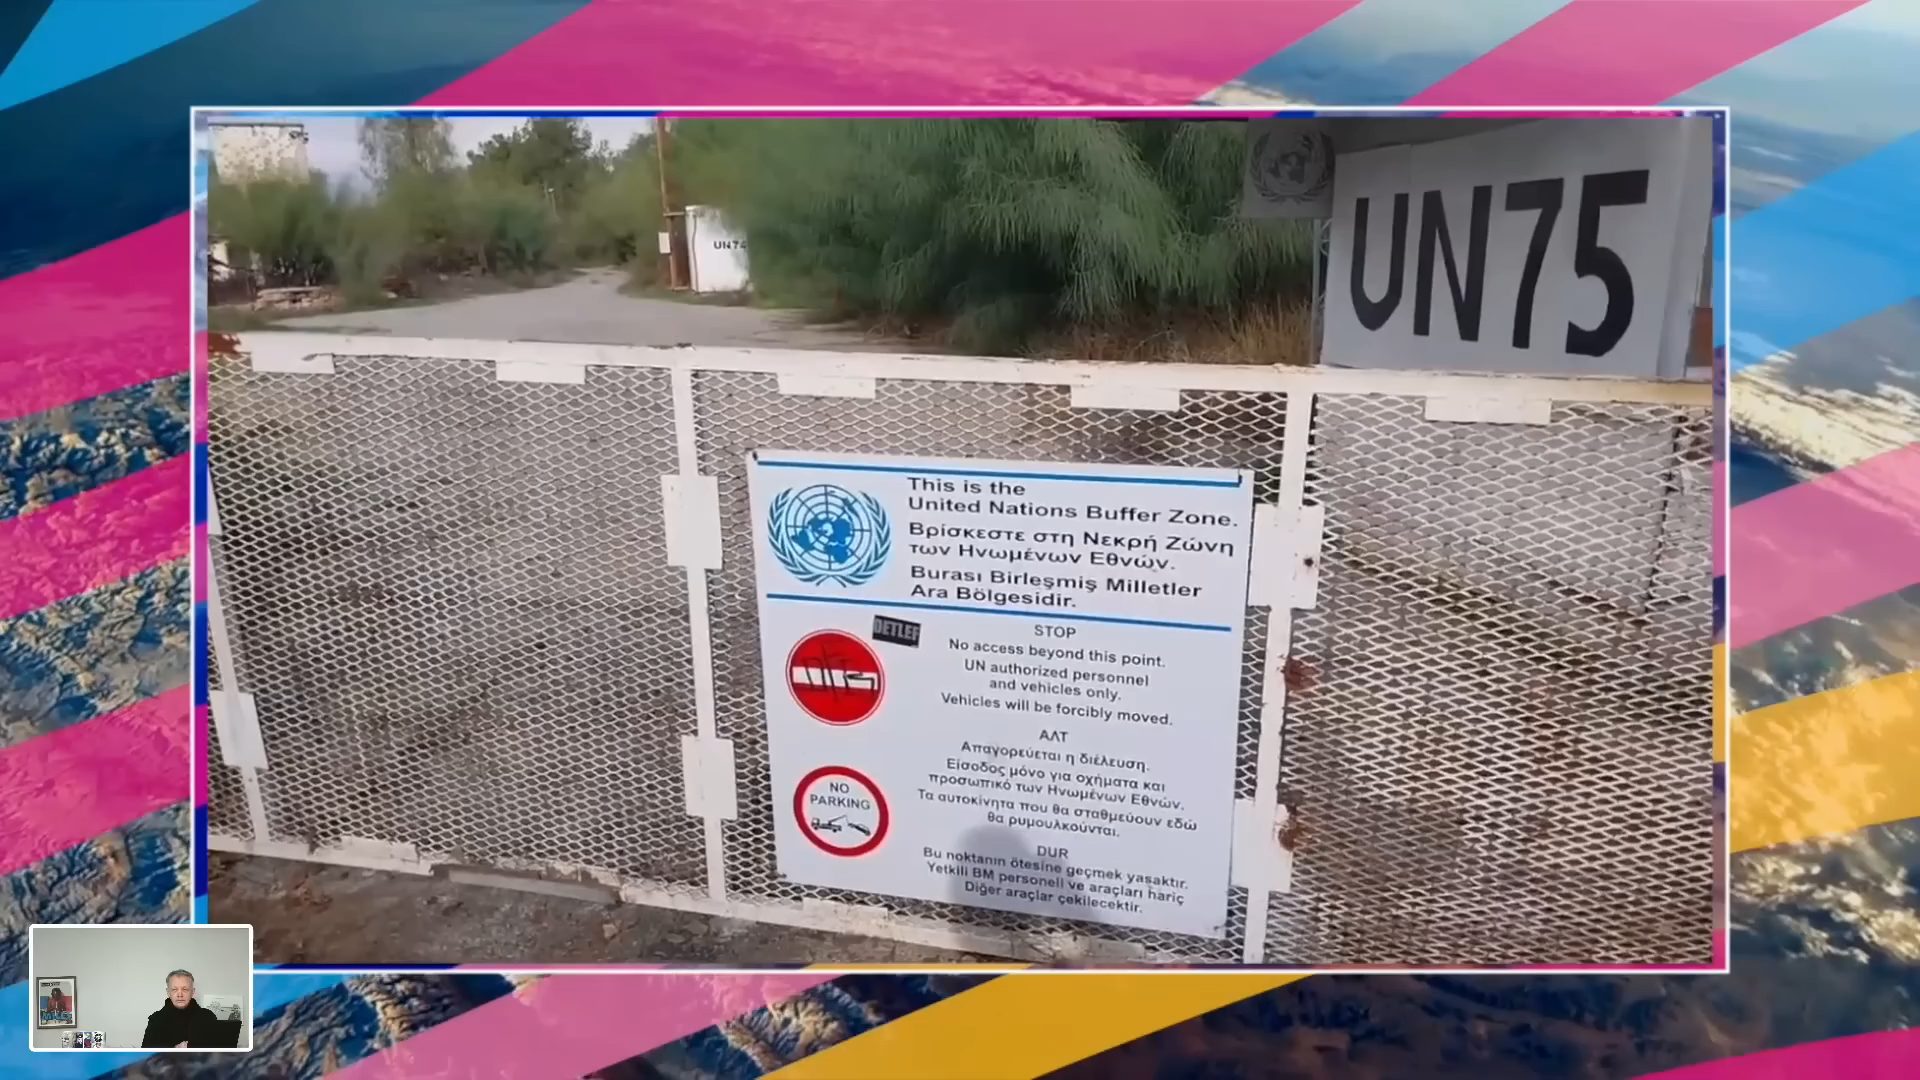 UN75
UN74
This is the
United Nations Buffer Zone.
Βρίσκεστε στη Νεκρή Ζώνη
των Ηνωμένων Εθνών.
Burası Birleşmiş Milletler
Ara Bölgesidir.
DETLEF
STOP
No access beyond this point.
UN authorized personnel
and vehicles only.
Vehicles will be forcibly moved.
ΑΛΤ
Απαγορεύεται η διέλευση.
Είσοδος μόνο για οχήματα και
προσωπικό των Ηνωμένων Εθνών.
Τα αυτοκίνητα που θα σταθμεύουν εδώ
θα ρυμουλκούνται.
NO
PARKING
DUR
Bu noktanın ötesine geçmek yasaktır.
Yetkili BM personeli ve araçları hariç
Diğer araçlar çekilecektir.